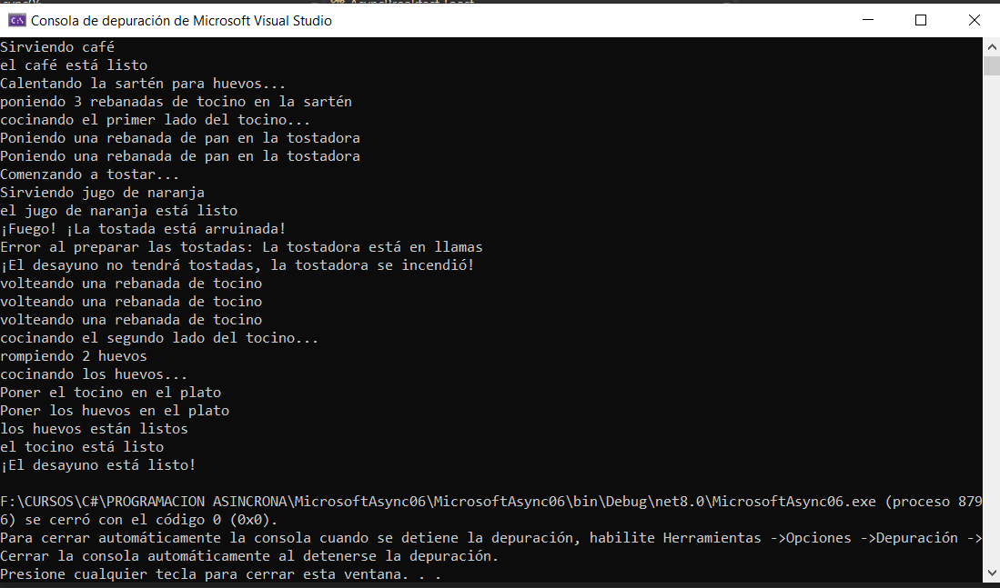 Consola de depuración de Microsoft Visual Studio
Sirviendo café
el café está listo
Calentando la sartén para huevos...
poniendo 3 rebanadas de tocino en la sartén
cocinando el primer lado del tocino...
Poniendo una rebanada de pan en la tostadora
Poniendo una rebanada de pan en la tostadora
Comenzando a tostar...
Sirviendo jugo de naranja
el jugo de naranja está listo
¡Fuego! ¡La tostada está arruinada!
Error al preparar las tostadas: La tostadora está en llamas
¡El desayuno no tendrá tostadas, la tostadora se incendió!
volteando una rebanada de tocino
volteando una rebanada de tocino
volteando una rebanada de tocino
cocinando el segundo lado del tocino...
rompiendo 2 huevos
cocinando los huevos...
Poner el tocino en el plato
Poner los huevos en el plato
los huevos están listos
el tocino está listo
¡El desayuno está listo!
F:\CURSOS\C#\PROGRAMACION ASINCRONA\MicrosoftAsync06\MicrosoftAsync06\bin\Debug\net8.0\MicrosoftAsync06.exe (proceso 879
6) se cerró con el código 0 (0x0).
Para cerrar automáticamente la consola cuando se detiene la depuración, habilite Herramientas ->Opciones ->Depuración ->
Cerrar la consola automáticamente al detenerse la depuración.
Presione cualquier tecla para cerrar esta ventana. . .